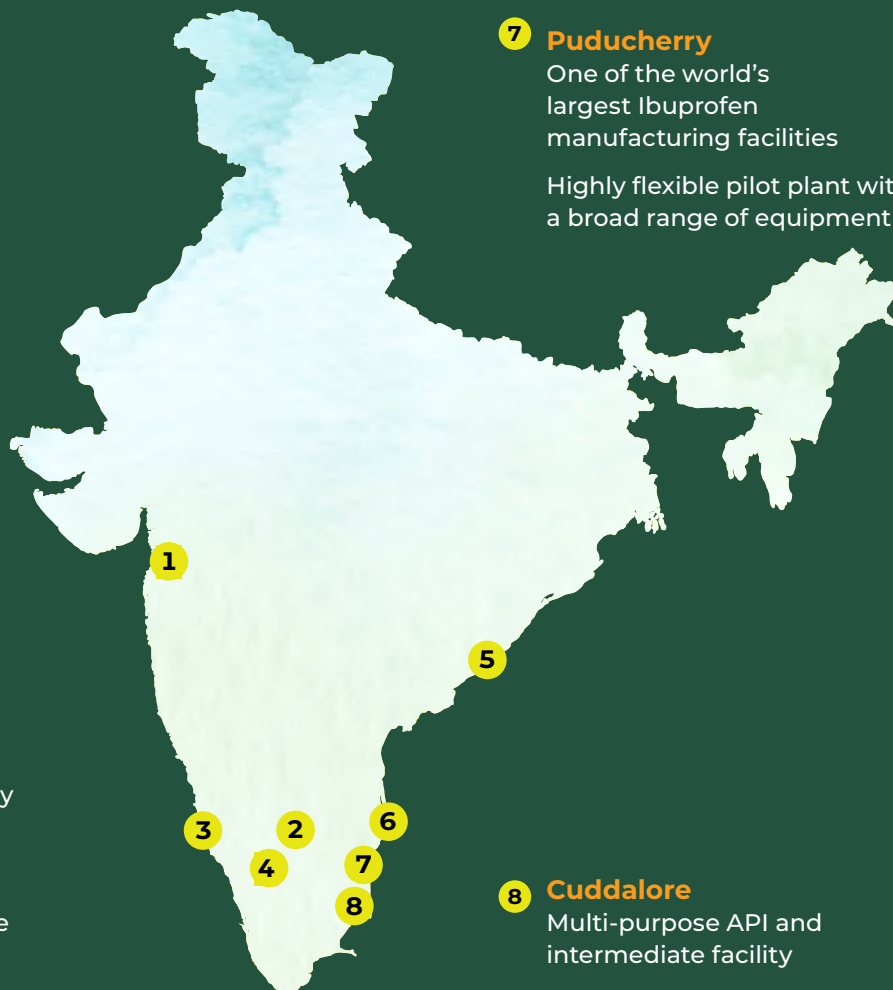 7 Puducherry
One of the world's
largest Ibuprofen
manufacturing facilities
Highly flexible pilot plant
a broad range of equipment
1
5
3
2
6
4
7
8
8 Cuddalore
Multi-purpose API and
intermediate facility